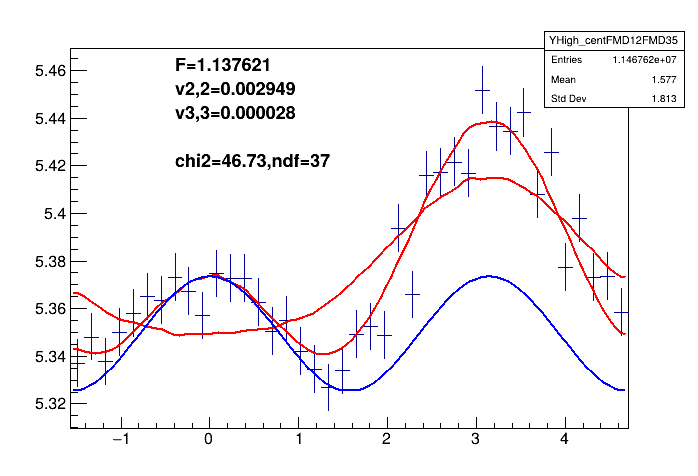 YHigh_centFMD12FMD35
Entries 1.146762e+07
Mean 1.577
Std Dev 1.813
F=1.137621
v2,2=0.002949
v3,3=0.000028
chi2=46.73,ndf=37
5.46
5.44
5.42
5.4
5.38
5.36
5.34
5.32
−1 0 1 2 3 4